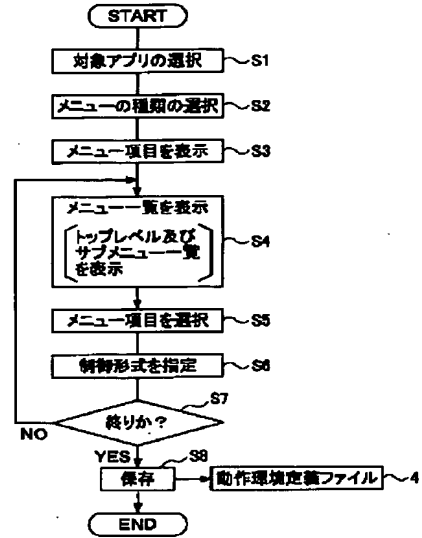 START
対象アプリの選択 S1
メニューの種類の選択 S2
メニュー項目を表示 S3
メニュー一覧を表示
トップレベル及び
サブメニュー一覧
を表示
S4
メニュー項目を選択 S5
制御形式を指定 S6
終りか? S7
NO
YES
保存 S8
動作環境定義ファイル 4
END